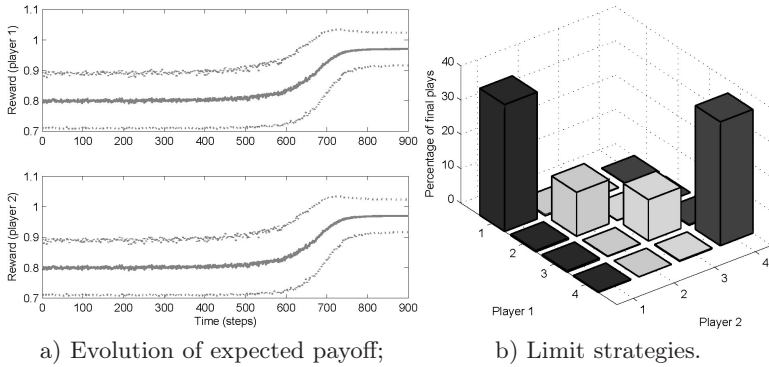 1.1
1
0.9
0.8
0.7
Reward (player 1)
0 100 200 300 400 500 600 700 800 900
1.1
1
0.9
0.8
0.7
Reward (player 2)
0 100 200 300 400 500 600 700 800 900
Time (steps)
a) Evolution of expected payoff;
40
30
20
10
0
Percentage of final plays
1
2
3
4
Player 1
1
2
3
4
Player 2
b) Limit strategies.